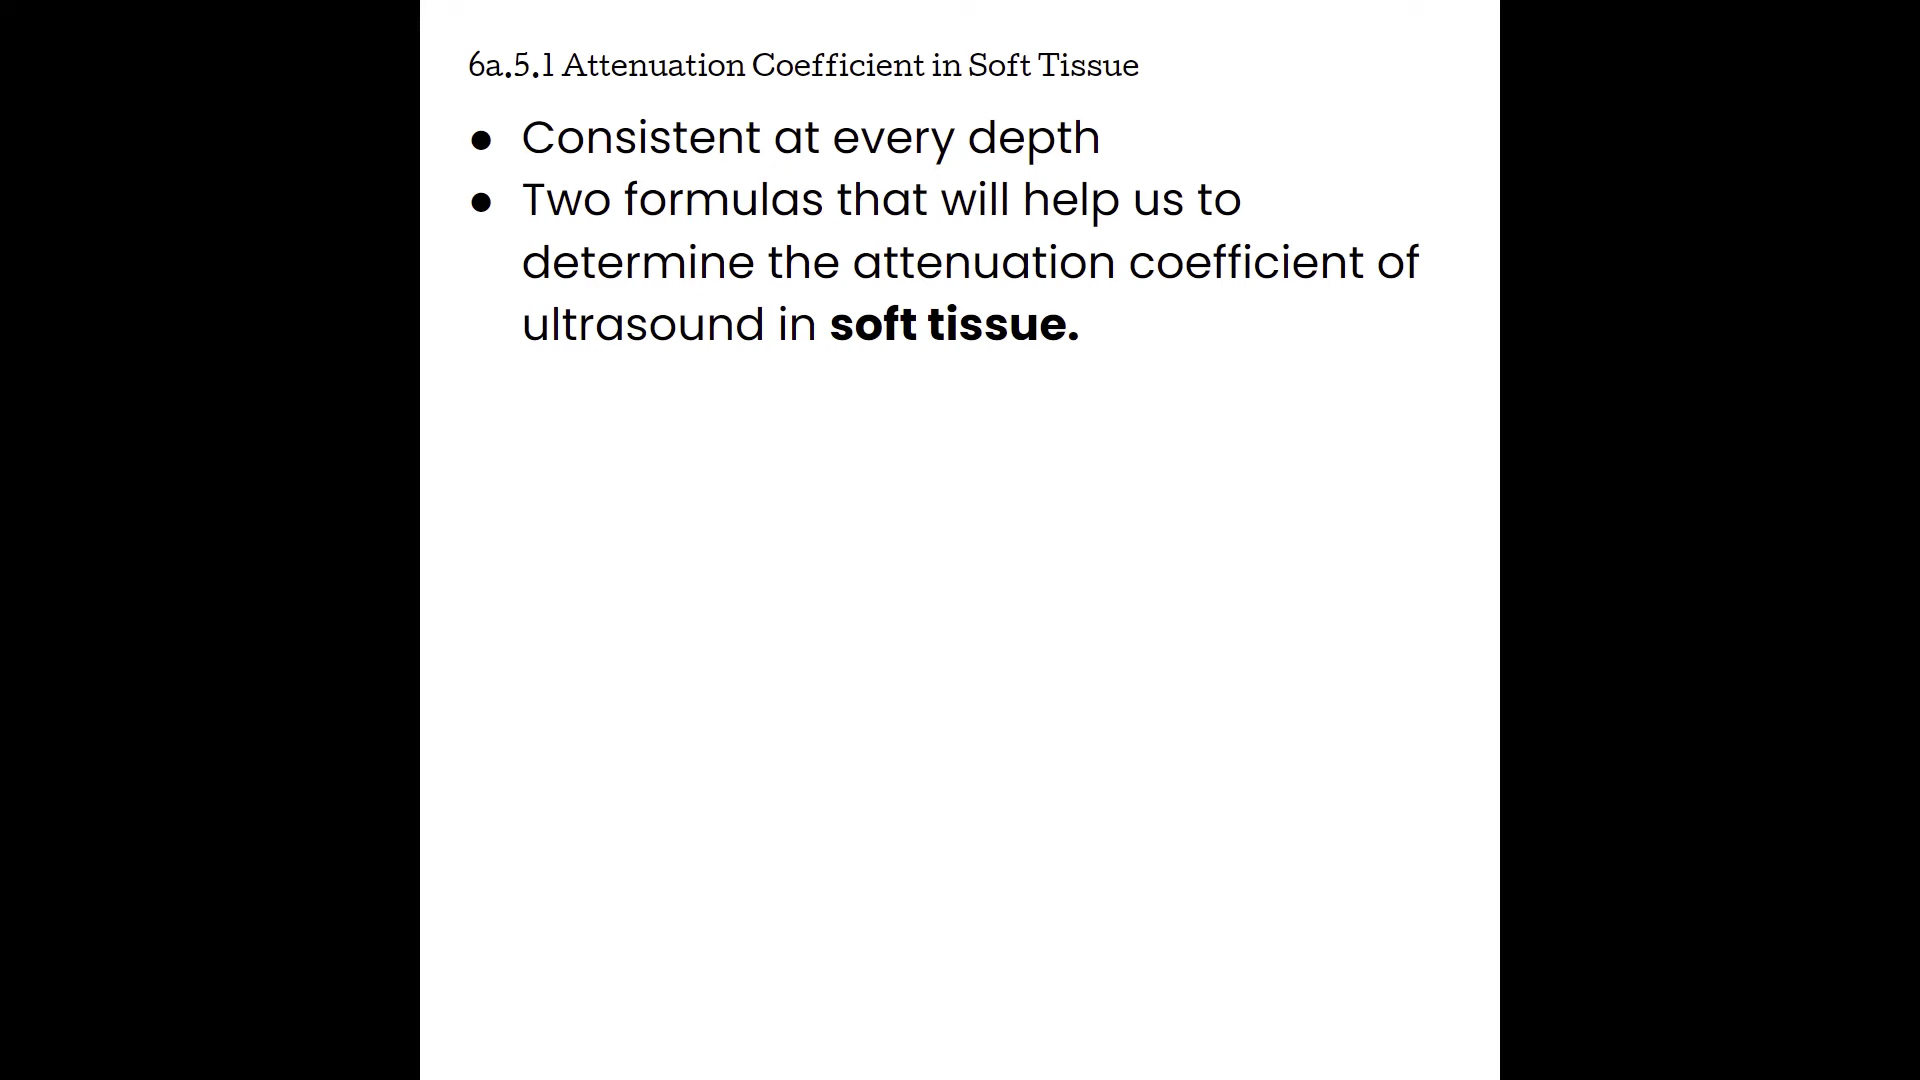 6a.5.1 Attenuation Coefficient in Soft Tissue
● Consistent at every depth
● Two formulas that will help us to
determine the attenuation coefficient of
ultrasound in soft tissue.